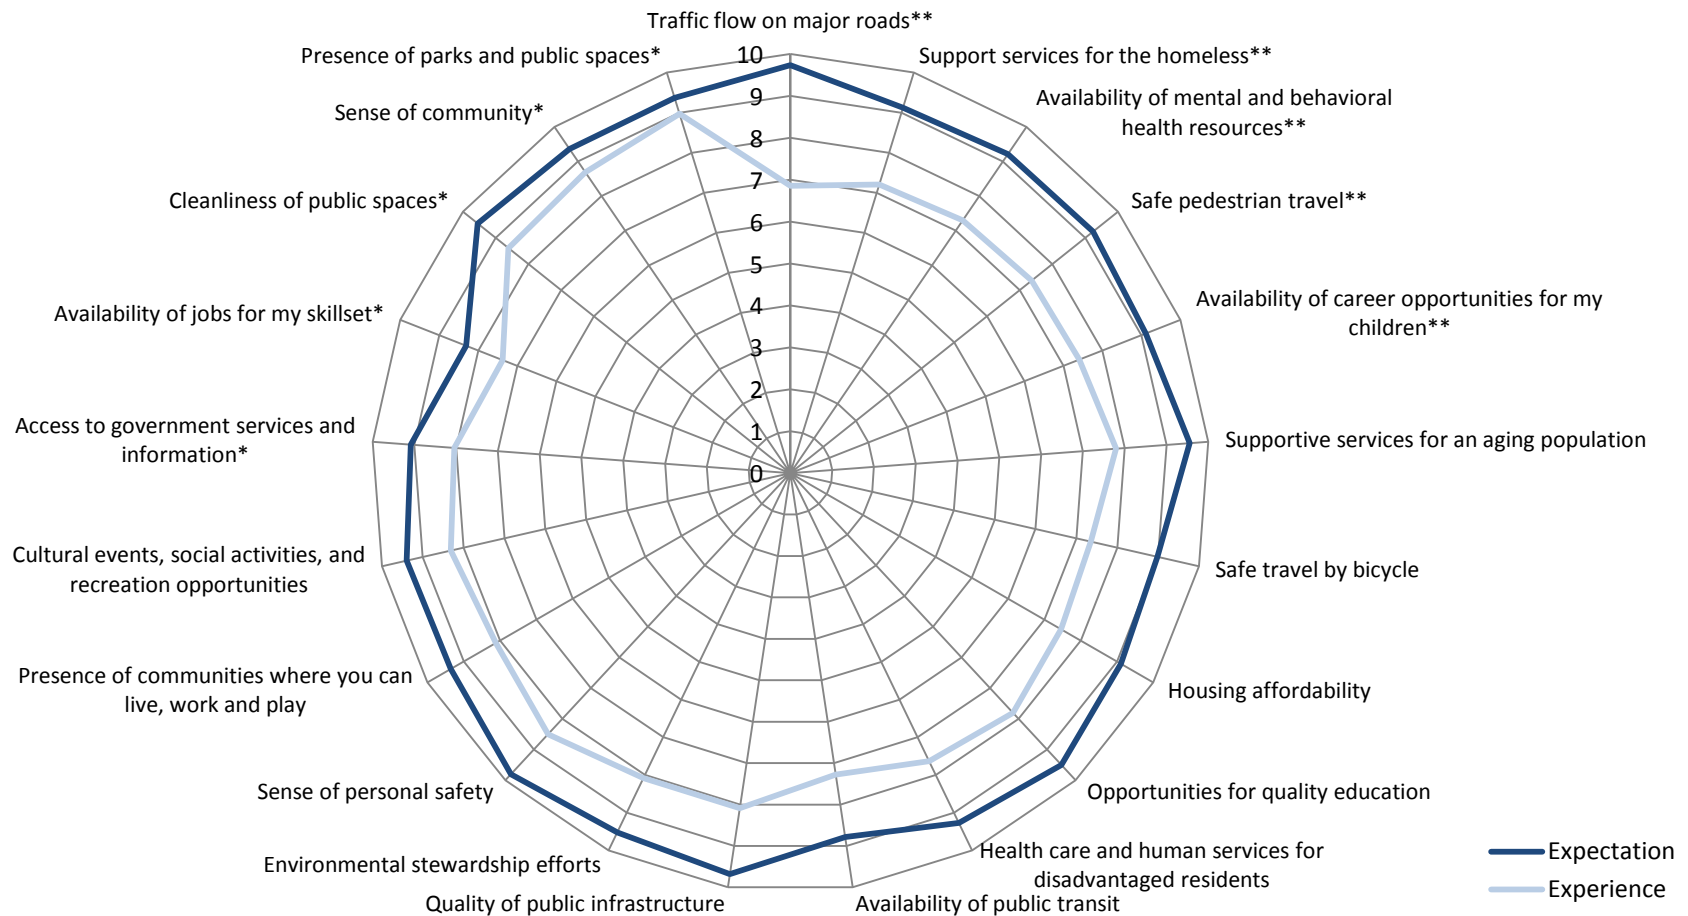 Traffic flow on major roads**
Support services for the homeless**
Availability of mental and behavioral
health resources**
Safe pedestrian travel**
Availability of career opportunities for my
children**
Supportive services for an aging population
Safe travel by bicycle
Housing affordability
Opportunities for quality education
Health care and human services for
disadvantaged residents
Availability of public transit
Quality of public infrastructure
Environmental stewardship efforts
Sense of personal safety
Presence of communities where you can
live, work and play
Cultural events, social activities, and
recreation opportunities
Access to government services and
information*
Availability of jobs for my skillset*
Cleanliness of public spaces*
Sense of community*
Presence of parks and public spaces*
10
9
8
7
6
5
4
3
2
1
0
Expectation
Experience